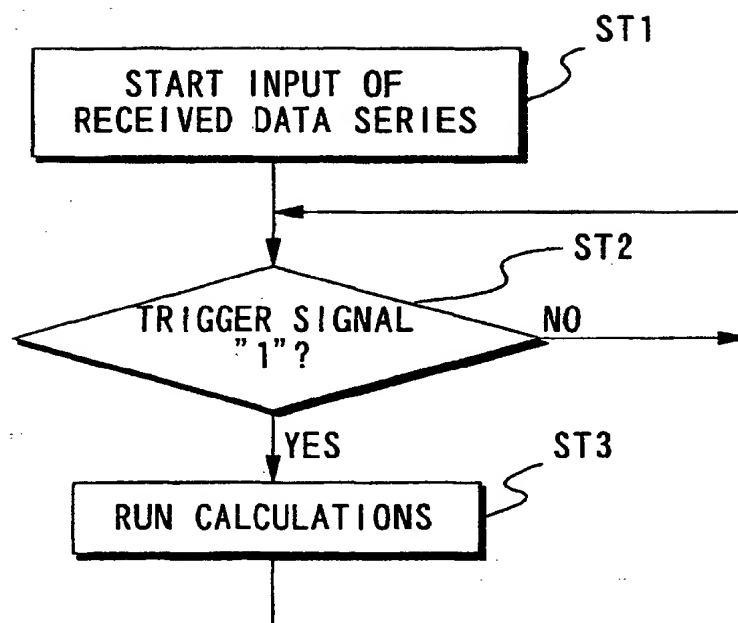 ST1
START INPUT OF
RECEIVED DATA SERIES
ST2
TRIGGER SIGNAL
"1"?
NO
YES
ST3
RUN CALCULATIONS